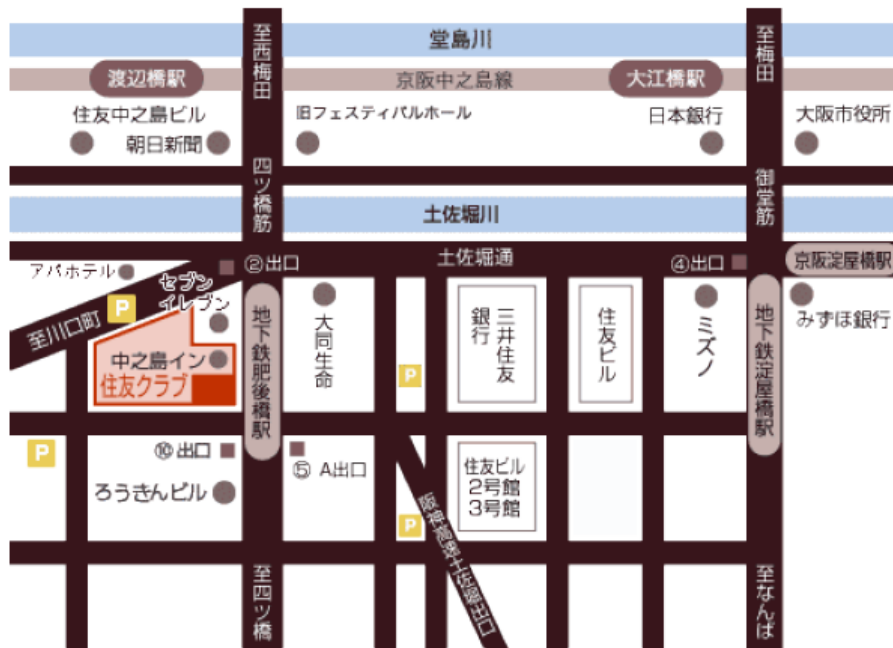 至西梅田
堂島川
至梅田
渡辺橋駅
京阪中之島線
大江橋駅
住友中之島ビル
旧フェスティバルホール
日本銀行
大阪市役所
朝日新聞
四ツ橋筋
御堂筋
土佐堀川
アパホテル
②出口
土佐堀通
④出口
京阪淀屋橋駅
セブン
イレブン
P
至川口町
地下鉄肥後橋駅
大同生命
三井住友
銀行
住友ビル
ミズノ
地下鉄淀屋橋駅
みずほ銀行
中之島イン
住友クラブ
P
P
⑩出口
⑤ A出口
住友ビル
2号館
3号館
ろうきんビル
P
阪神高速土佐堀出口
至四ツ橋
至なんば